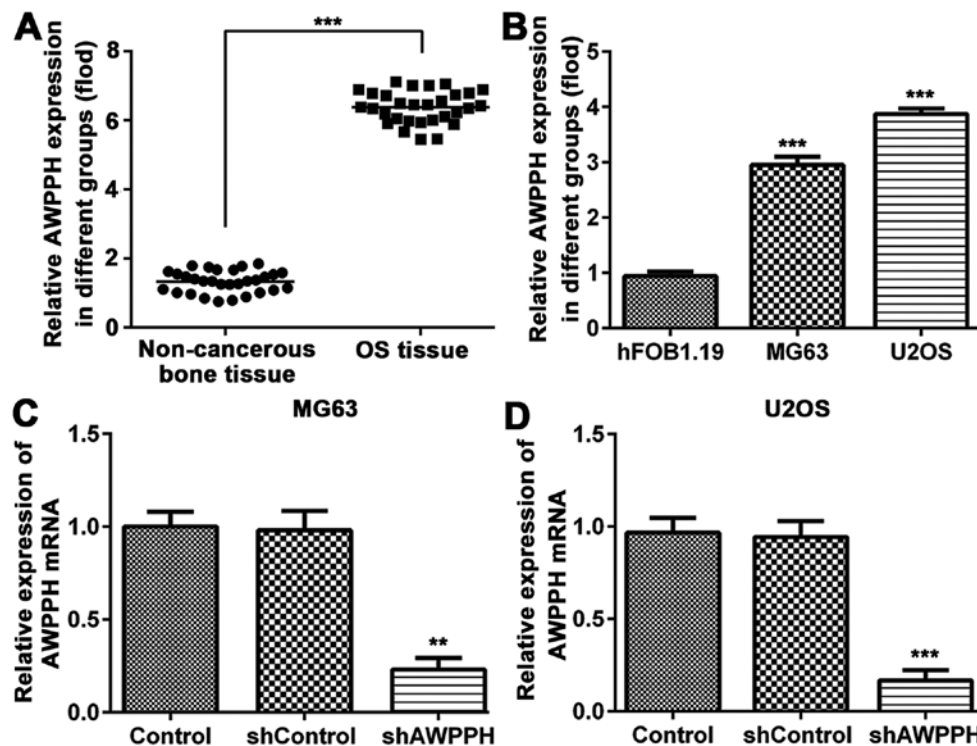 A
Relative AWPPH expression
in different groups (flod)
8
6
4
2
0
***
Non-cancerous
bone tissue
OS tissue
B
Relative AWPPH expression
in different groups (flod)
5
4
3
2
1
0
***
***
hFOB1.19
MG63
U2OS
C
MG63
Relative expression of
AWPPH mRNA
1.5
1.0
0.5
0.0
**
Control
shControl
shAWPPH
D
U2OS
Relative expression of
AWPPH mRNA
1.5
1.0
0.5
0.0
***
Control
shControl
shAWPPH